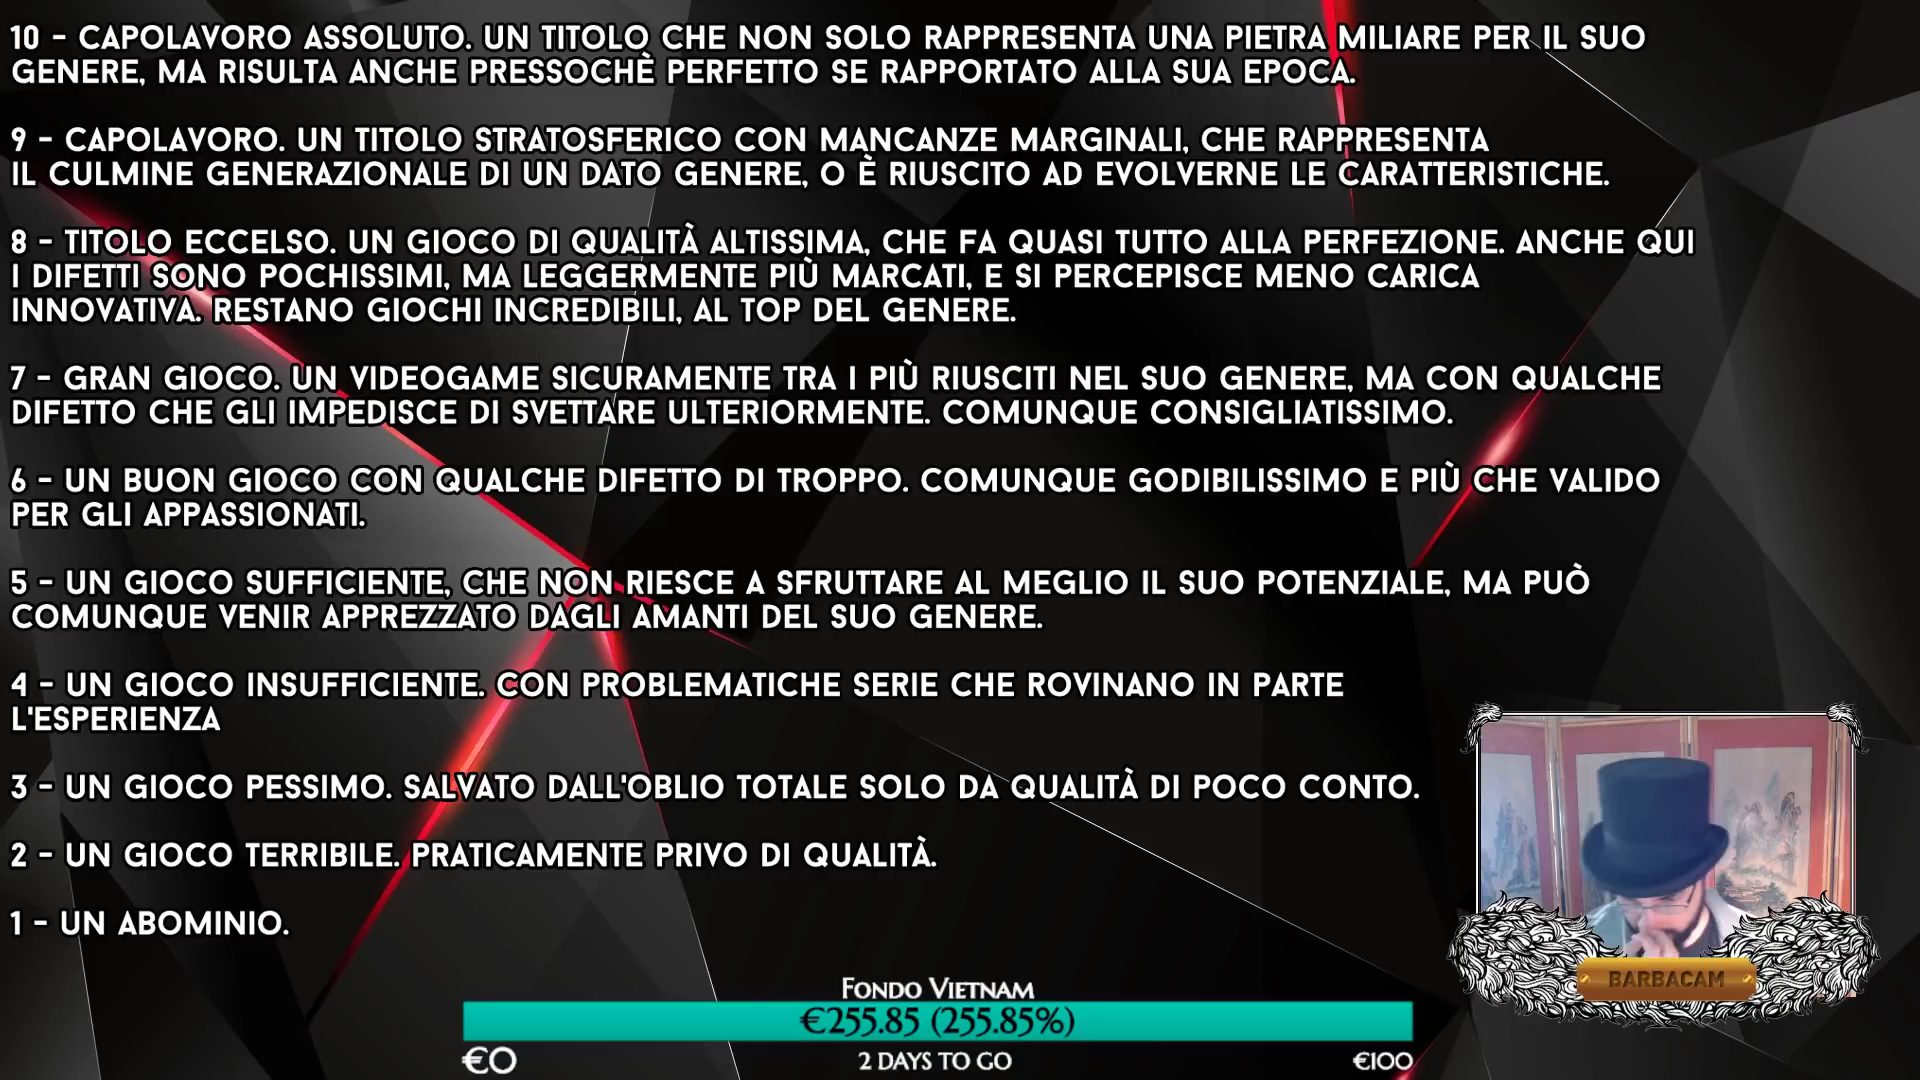 10 - CAPOLAVORO ASSOLUTO. UN TITOLO CHE NON SOLO RAPPRESENTA UNA PIETRA MILIARE PER IL SUO
GENERE, MA RISULTA ANCHE PRESSOCHÈ PERFETTO SE RAPPORTATO ALLA SUA EPOCA.
9 - CAPOLAVORO. UN TITOLO STRATOSFERICO CON MANCANZE MARGINALI, CHE RAPPRESENTA
IL CULMINE GENERAZIONALE DI UN DATO GENERE, O È RIUSCITO AD EVOLVERNE LE CARATTERISTICHE.
8 - TITOLO ECCELSO. UN GIOCO DI QUALITÀ ALTISSIMA, CHE FA QUASI TUTTO ALLA PERFEZIONE. ANCHE QUI
I DIFETTI SONO POCHISSIMI, MA LEGGERMENTE PIÙ MARCATI, E SI PERCEPISCE MENO CARICA
INNOVATIVA. RESTANO GIOCHI INCREDIBILI, AL TOP DEL GENERE.
7 - GRAN GIOCO. UN VIDEOGAME SICURAMENTE TRA I PIÙ RIUSCITI NEL SUO GENERE, MA CON QUALCHE
DIFETTO CHE GLI IMPEDISCE DI SVETTARE ULTERIORMENTE. COMUNQUE CONSIGLIATISSIMO.
6 - UN BUON GIOCO CON QUALCHE DIFETTO DI TROPPO. COMUNQUE GODIBILISSIMO E PIÙ CHE VALIDO
PER GLI APPASSIONATI.
5 - UN GIOCO SUFFICIENTE, CHE NON RIESCE A SFRUTTARE AL MEGLIO IL SUO POTENZIALE, MA PUÒ
COMUNQUE VENIR APPREZZATO DAGLI AMANTI DEL SUO GENERE.
4 - UN GIOCO INSUFFICIENTE. CON PROBLEMATICHE SERIE CHE ROVINANO IN PARTE
L'ESPERIENZA
3 - UN GIOCO PESSIMO. SALVATO DALL'OBLIO TOTALE SOLO DA QUALITÀ DI POCO CONTO.
2 - UN GIOCO TERRIBILE. PRATICAMENTE PRIVO DI QUALITÀ.
1 - UN ABOMINIO.
BARBACAM
FONDO VIETNAM
€255.85 (255.85%)
€0 2 DAYS TO GO €100